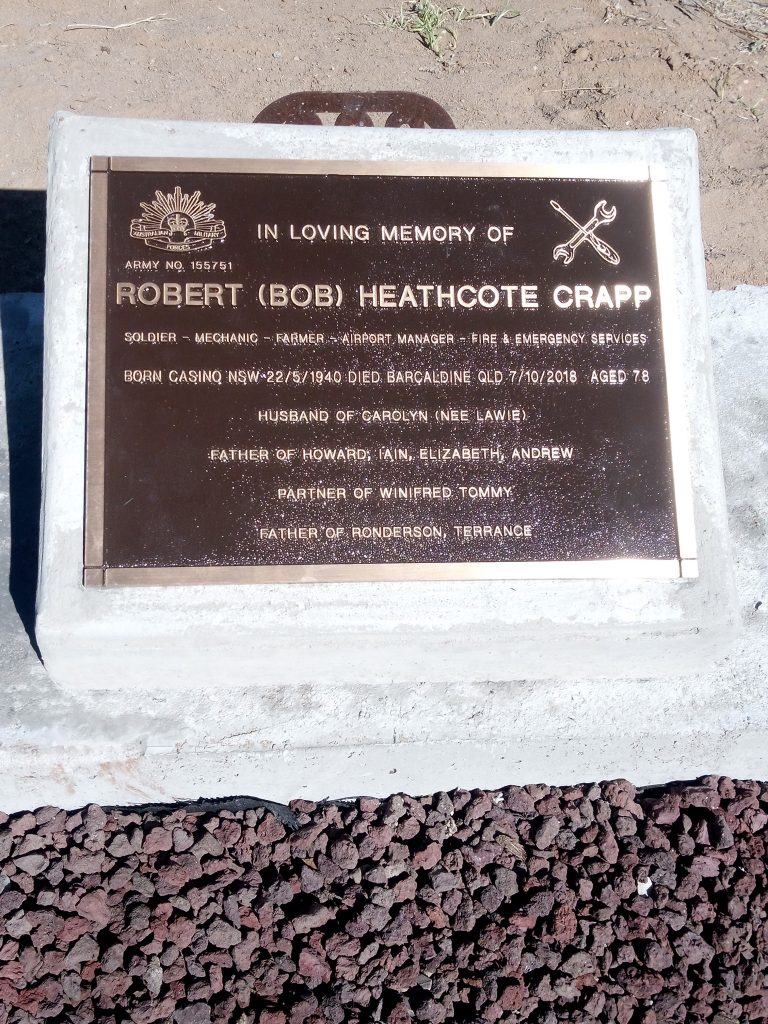 IN LOVING MEMORY OF
AUSTRALIAN MILITARY
FORCES
ARMY NO. 155751
ROBERT (BOB) HEATHCOTE CRAPP
SOLDIER - MECHANIC - FARMER - AIRPORT MANAGER - FIRE & EMERGENCY SERVICES
BORN CASINO NSW 22/5/1940 DIED BARCALDINE QLD 7/10/2018 AGED 78
HUSBAND OF CAROLYN (NEE LAWIE)
FATHER OF HOWARD, IAIN, ELIZABETH, ANDREW
PARTNER OF WINIFRED TOMMY
FATHER OF RONDERSON, TERRANCE